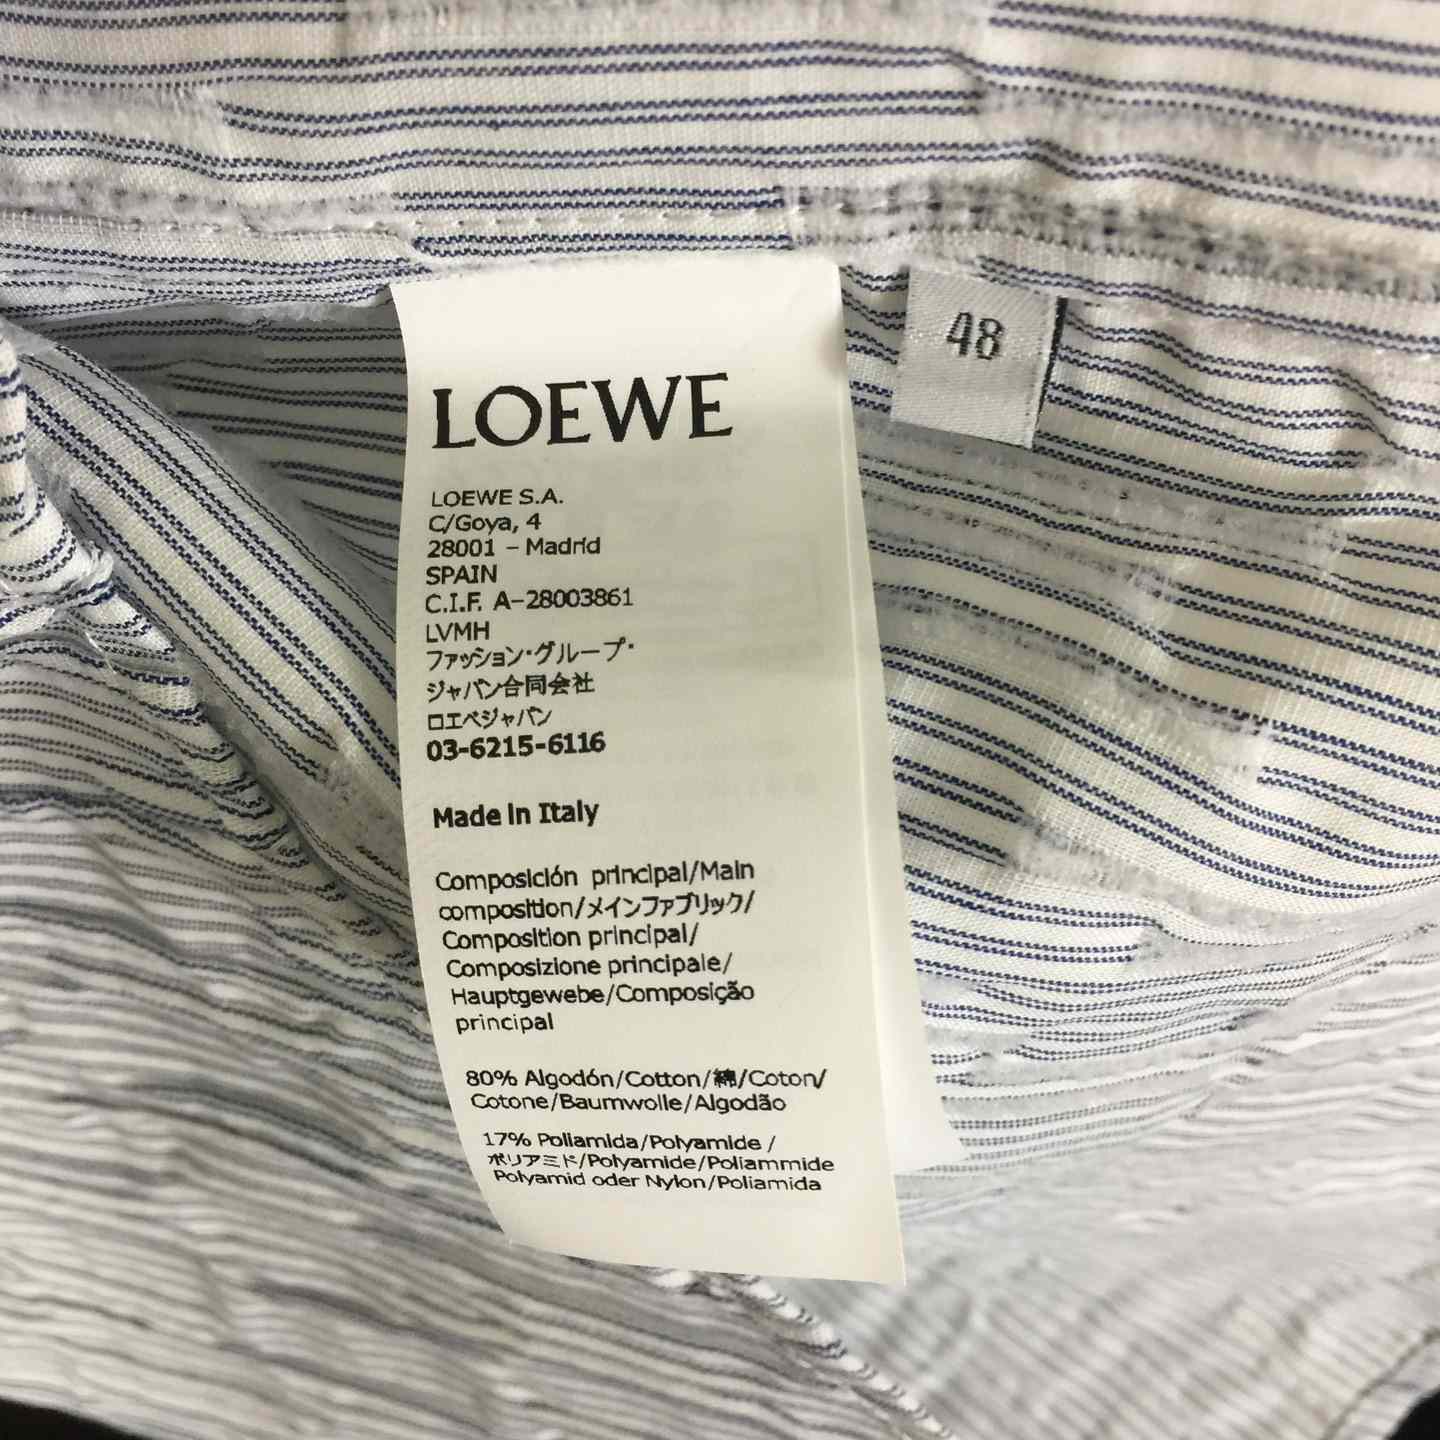 LOEWE
48
LOEWE S.A.
C/Goya, 4
28001 – Madrid
SPAIN
C.I.F. A-28003861
LVMH
ファッション・グループ・
ジャパン合同会社
ロエベジャパン
03-6215-6116
Made in Italy
Composición principal/Main
composition/メインファブリック/
Composition principal/
Composizione principale/
Hauptgewebe/Composição
principal
80% Algodón/Cotton/綿/Coton/
Cotone/Baumwolle/Algodão
17% Poliamida/Polyamide /
ポリアミド/Polyamide/Poliammide
Polyamid oder Nylon/Poliamida